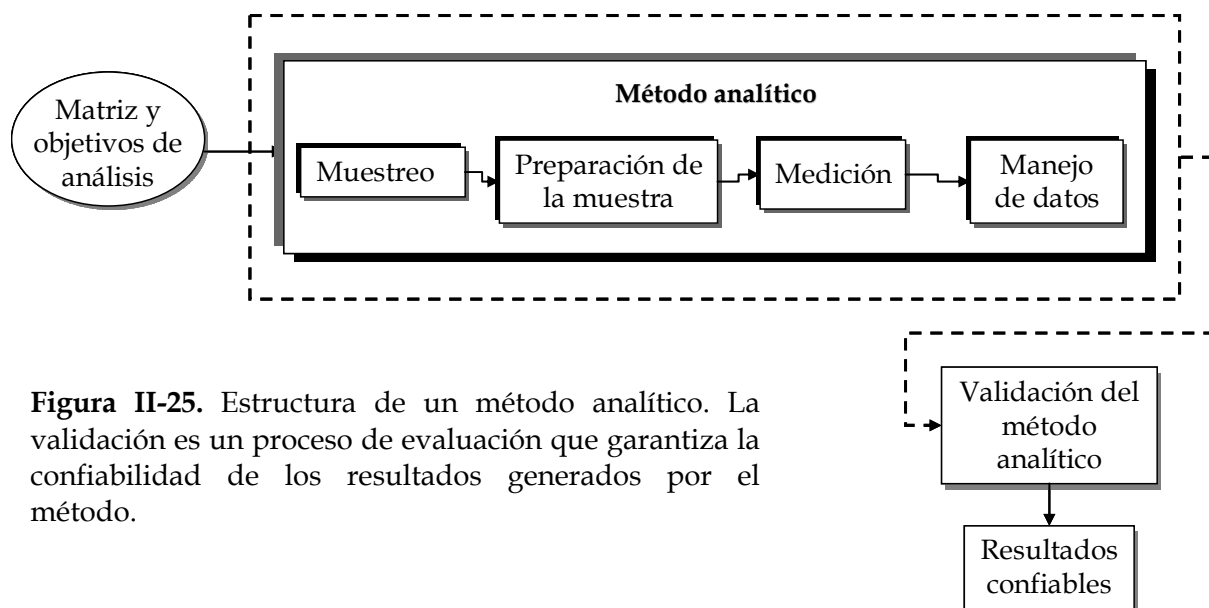 Matriz y
objetivos de
análisis
Método analítico
Muestreo
Preparación de
la muestra
Medición
Manejo
de datos
Figura II-25. Estructura de un método analítico. La
validación es un proceso de evaluación que garantiza la
confiabilidad de los resultados generados por el
método.
Validación del
método
analítico
Resultados
confiables